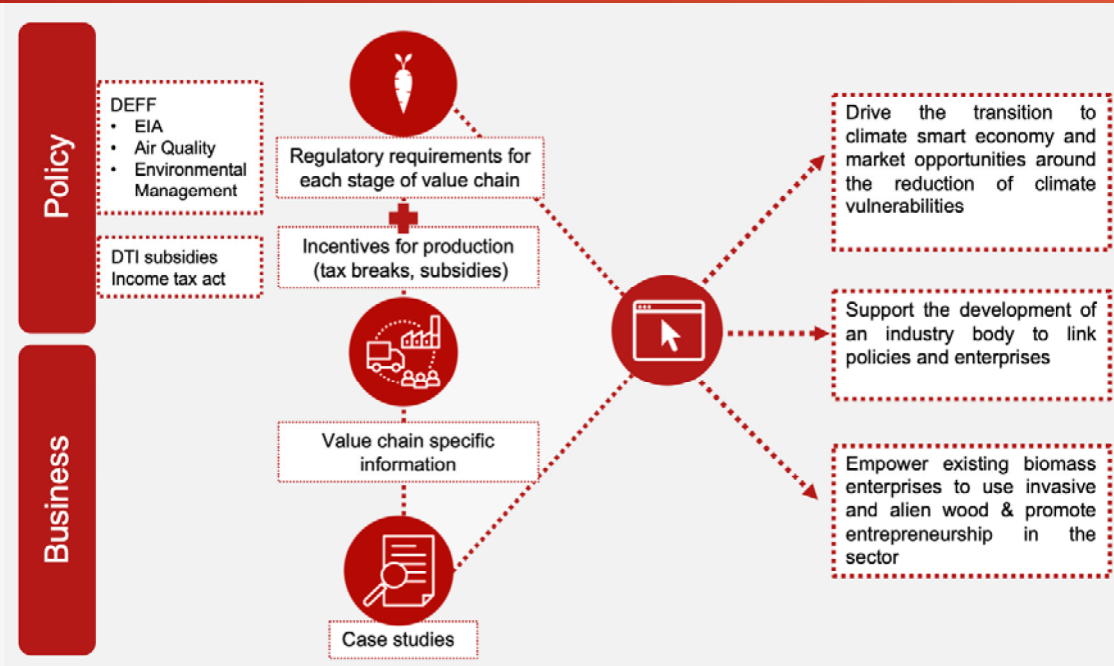 Policy
DEFF
• EIA
• Air Quality
• Environmental
Management
DTI subsidies
Income tax act
Regulatory requirements for
each stage of value chain
Incentives for production
(tax breaks, subsidies)
Business
Value chain specific
information
Case studies
Drive the transition to
climate smart economy and
market opportunities around
the reduction of climate
vulnerabilities
Support the development of
an industry body to link
policies and enterprises
Empower existing biomass
enterprises to use invasive
and alien wood & promote
entrepreneurship in the
sector